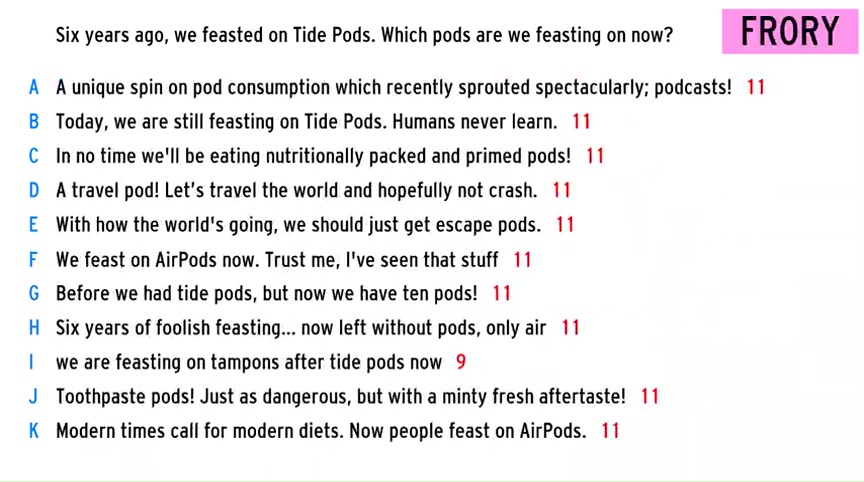 Six years ago, we feasted on Tide Pods. Which pods are we feasting on now?
FRORY
A A unique spin on pod consumption which recently sprouted spectacularly; podcasts! 11
B Today, we are still feasting on Tide Pods. Humans never learn. 11
C In no time we'll be eating nutritionally packed and primed pods! 11
D A travel pod! Let's travel the world and hopefully not crash. 11
E With how the world's going, we should just get escape pods. 11
F We feast on AirPods now. Trust me, I've seen that stuff 11
G Before we had tide pods, but now we have ten pods! 11
H Six years of foolish feasting... now left without pods, only air 11
I we are feasting on tampons after tide pods now 9
J Toothpaste pods! Just as dangerous, but with a minty fresh aftertaste! 11
K Modern times call for modern diets. Now people feast on AirPods. 11